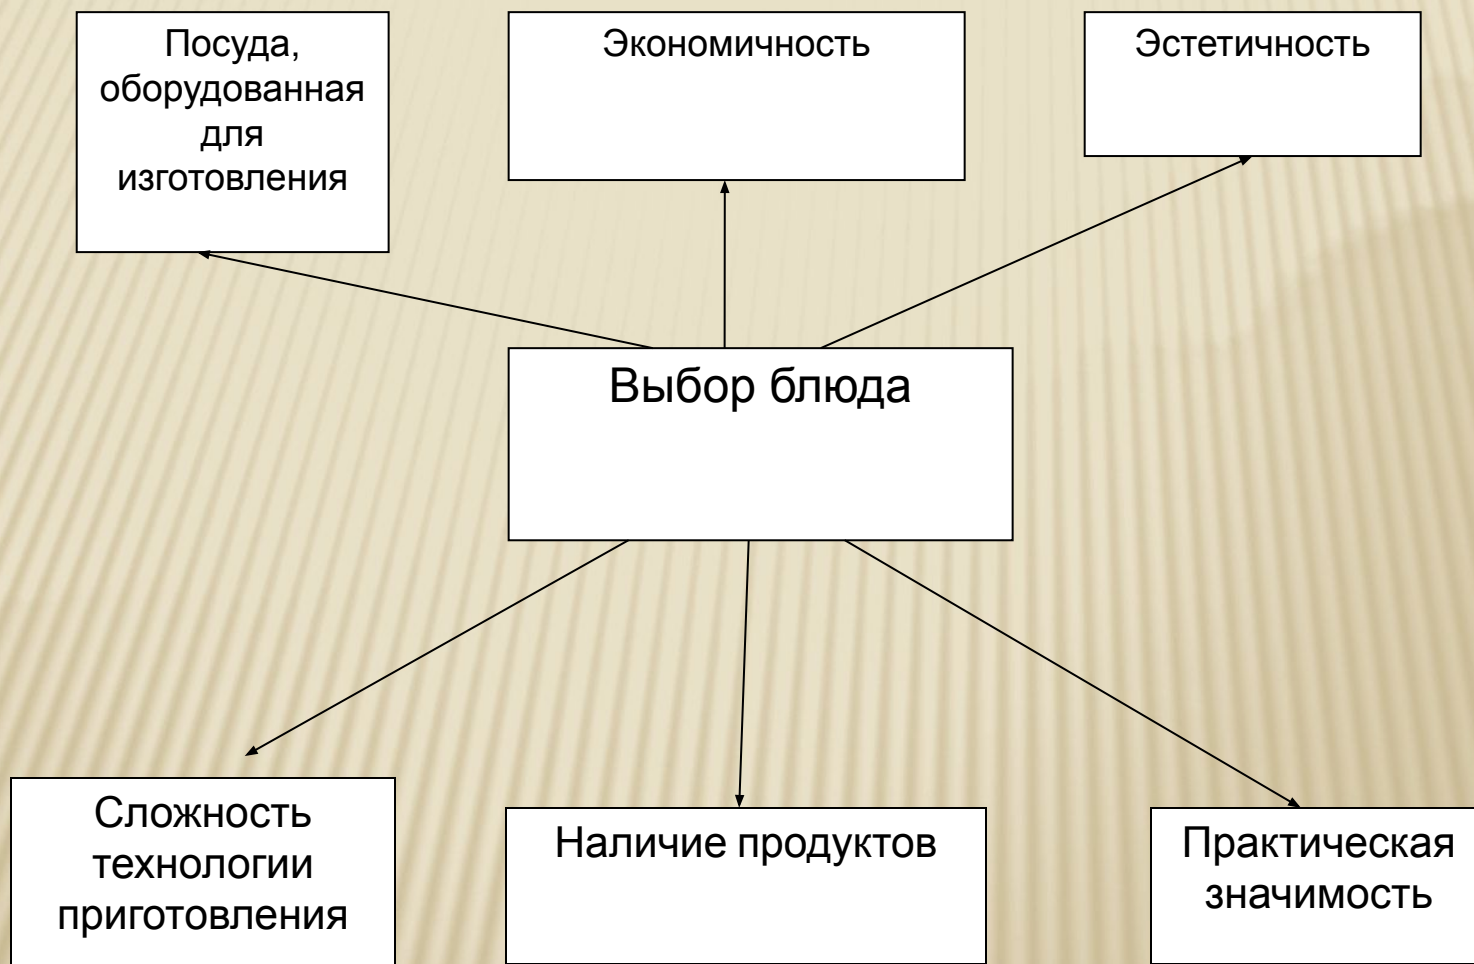 Посуда,
оборудованная
для
изготовления
Экономичность
Эстетичность
Выбор блюда
Сложность
технологии
приготовления
Наличие продуктов
Практическая
значимость